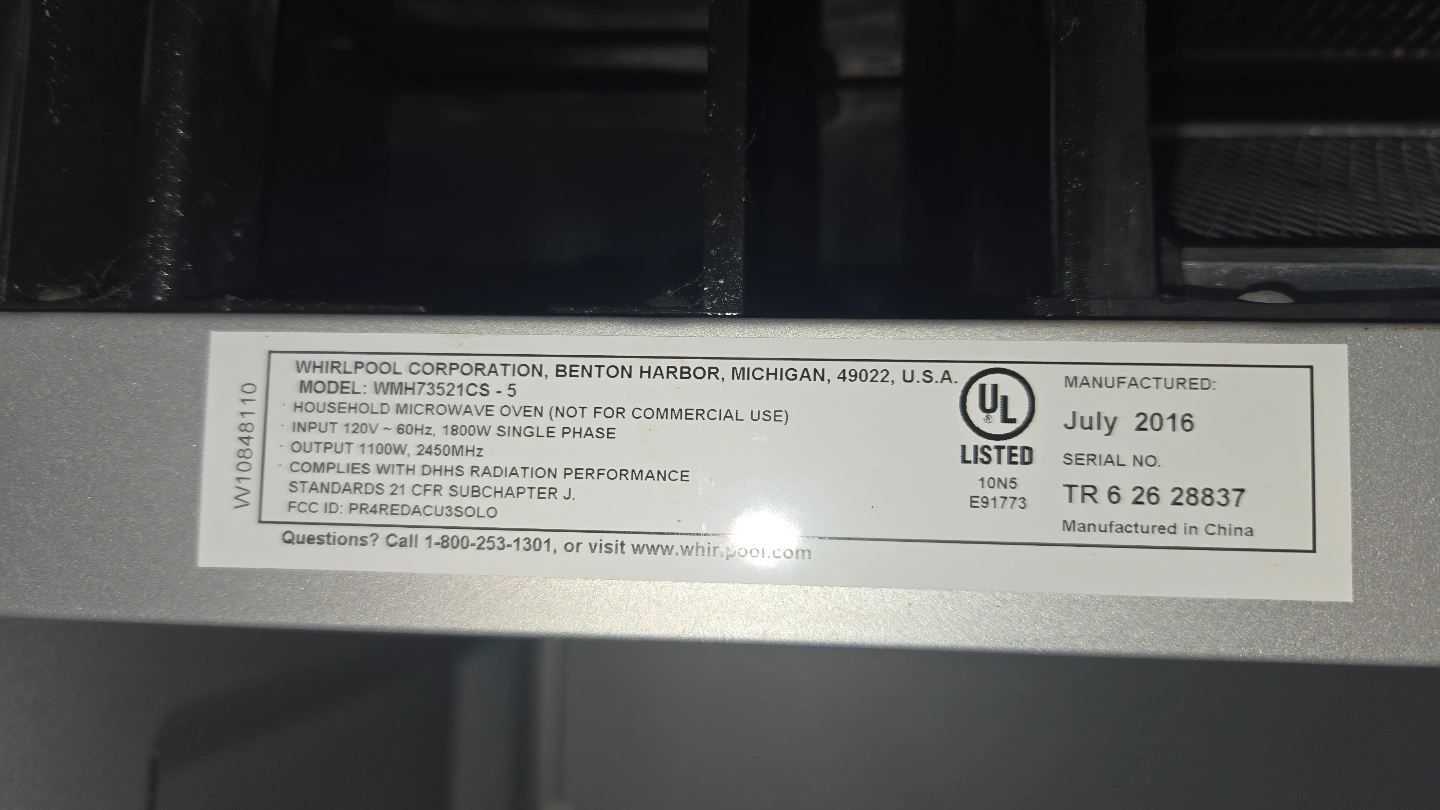 W10848110
WHIRLPOOL CORPORATION, BENTON HARBOR, MICHIGAN, 49022, U.S.A.
MODEL: WMH73521CS - 5
· HOUSEHOLD MICROWAVE OVEN (NOT FOR COMMERCIAL USE)
· INPUT 120V ~ 60Hz, 1800W SINGLE PHASE
· OUTPUT 1100W, 2450MHz
· COMPLIES WITH DHHS RADIATION PERFORMANCE
STANDARDS 21 CFR SUBCHAPTER J.
FCC ID: PR4REDACU3SOLO
UL
®
LISTED
10N5
E91773
MANUFACTURED:
July 2016
SERIAL NO.
TR 6 26 28837
Manufactured in China
Questions? Call 1-800-253-1301, or visit www.whirlpool.com